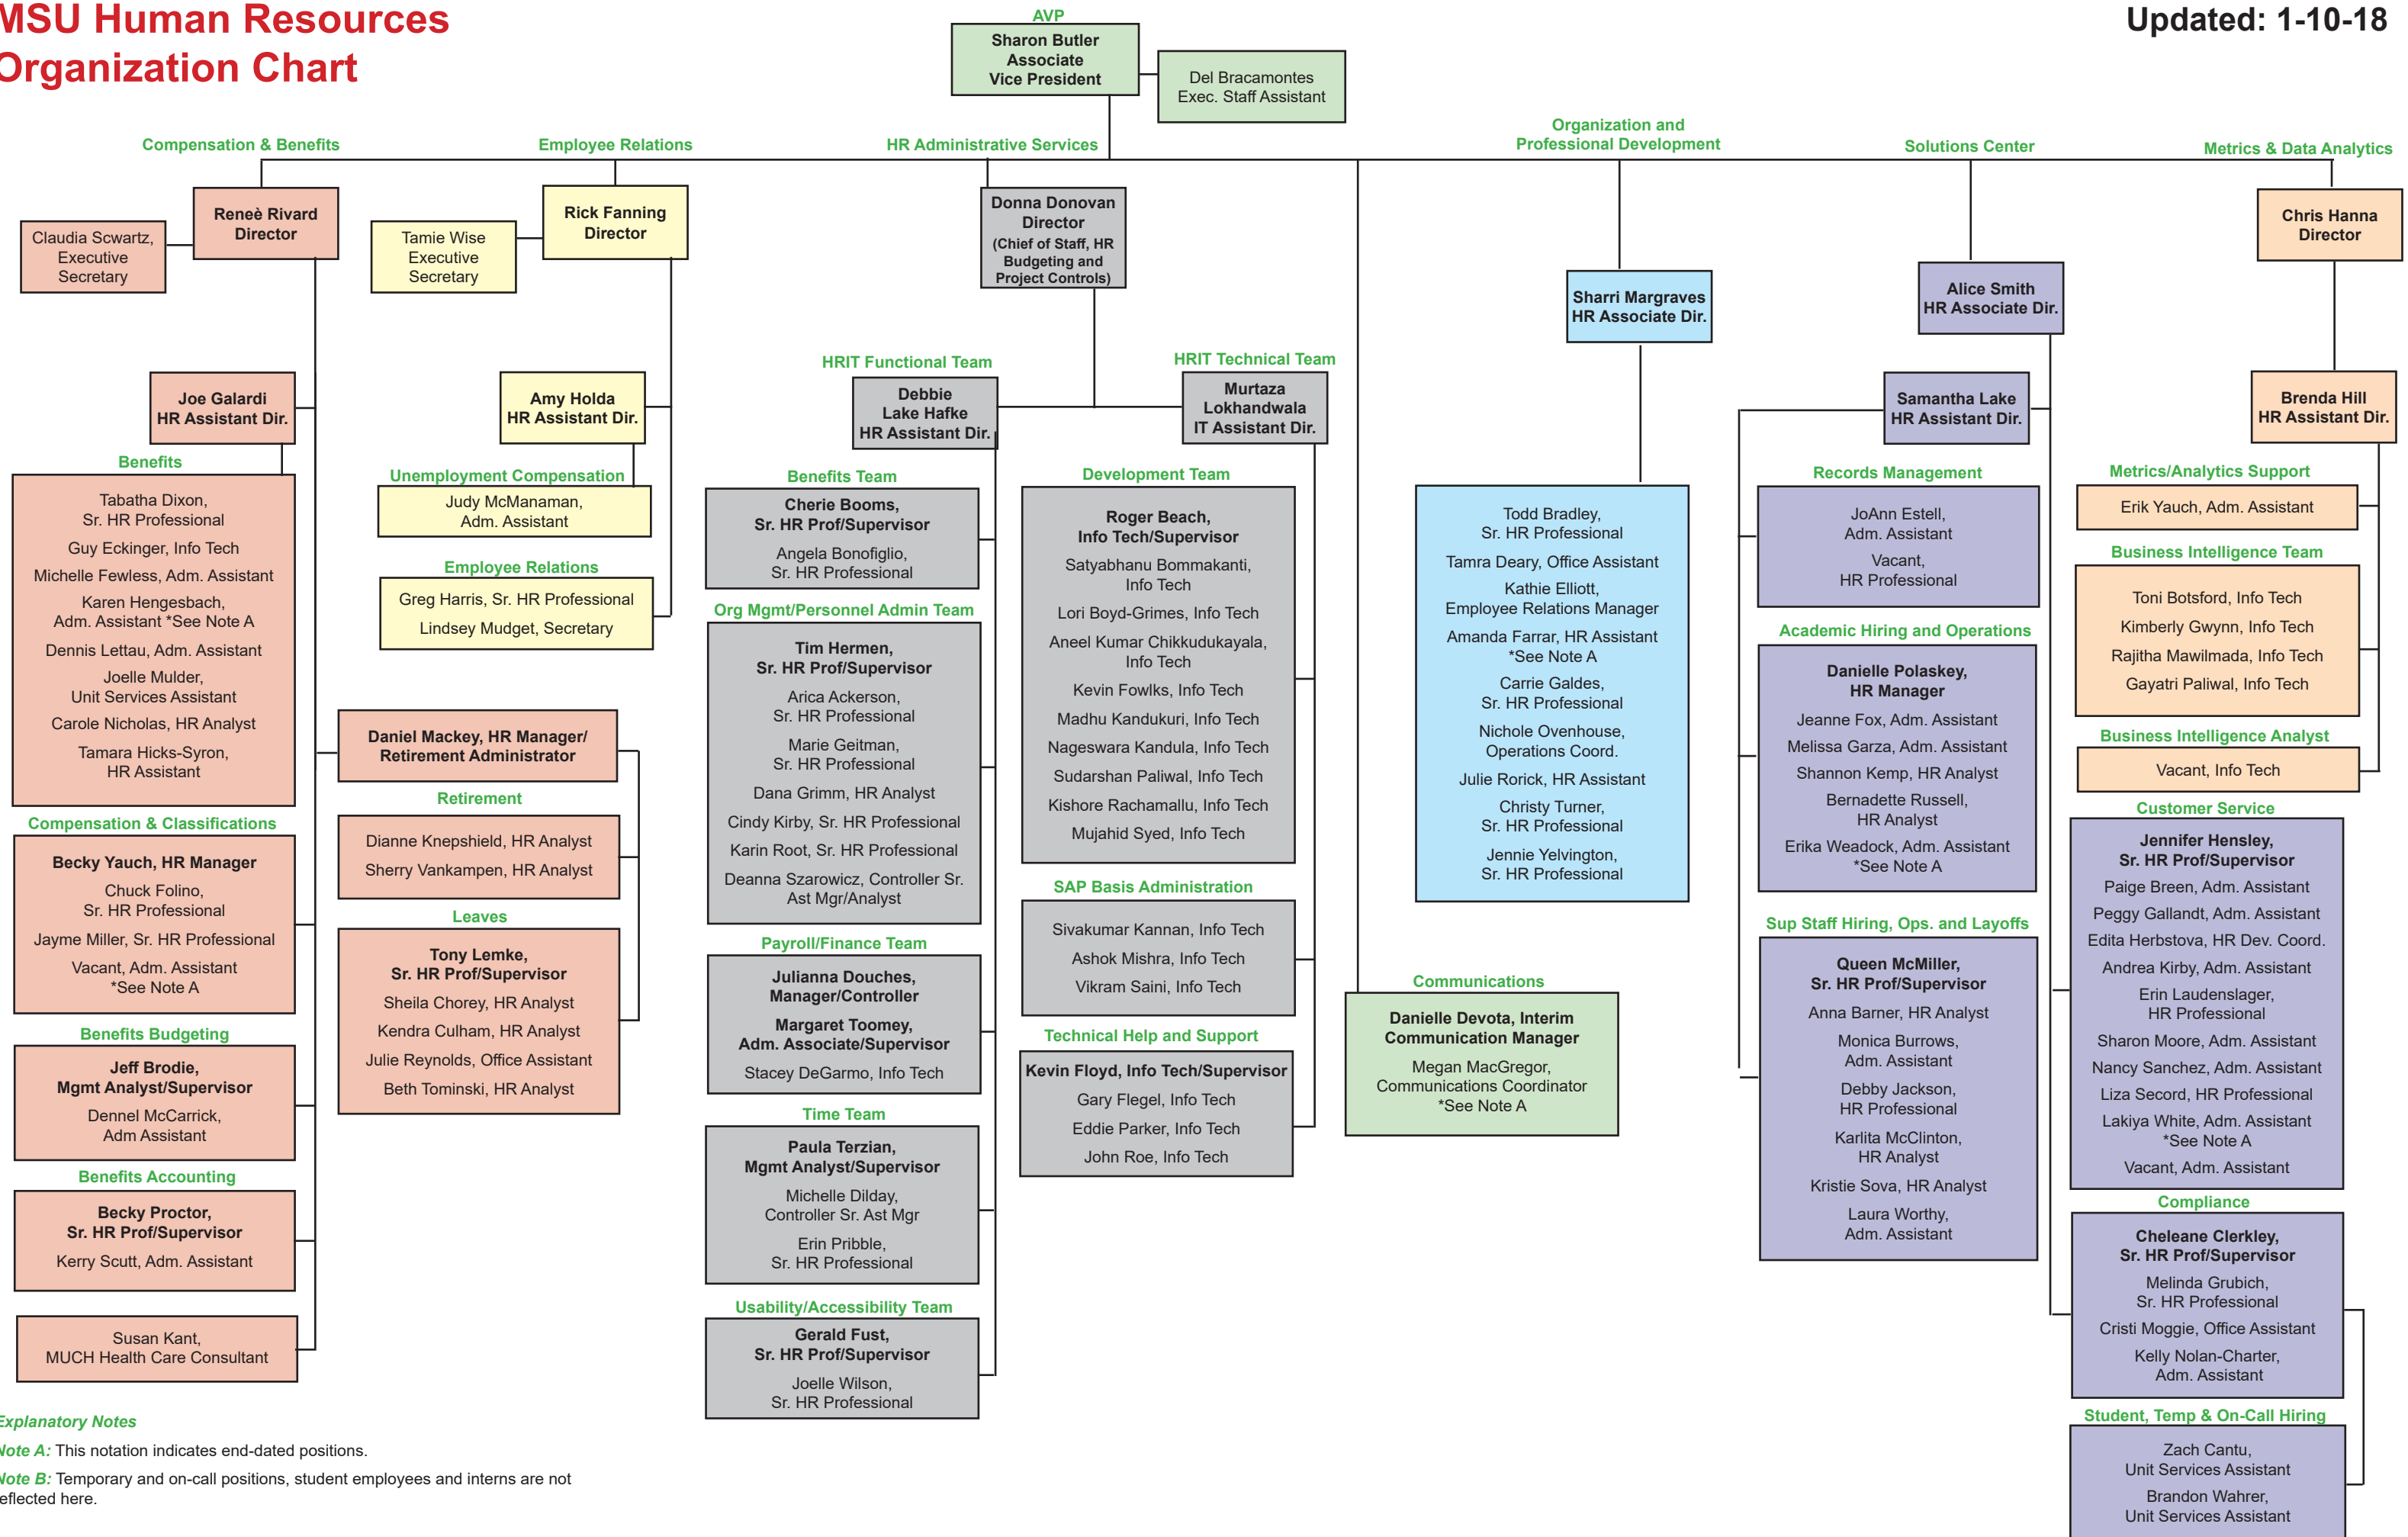 MSU Human Resources
Organization Chart
Updated: 1-10-18
AVP
Sharon Butler
Associate
Vice President
Del Bracamontes
Exec. Staff Assistant
Compensation & Benefits
Reneè Rivard
Director
Claudia Scwartz,
Executive
Secretary
Joe Galardi
HR Assistant Dir.
Benefits
Tabatha Dixon,
Sr. HR Professional
Guy Eckinger, Info Tech
Michelle Fewless, Adm. Assistant
Karen Hengesbach,
Adm. Assistant *See Note A
Dennis Lettau, Adm. Assistant
Joelle Mulder,
Unit Services Assistant
Carole Nicholas, HR Analyst
Tamara Hicks-Syron,
HR Assistant
Compensation & Classifications
Becky Yauch, HR Manager
Chuck Folino,
Sr. HR Professional
Jayme Miller, Sr. HR Professional
Vacant, Adm. Assistant
*See Note A
Benefits Budgeting
Jeff Brodie,
Mgmt Analyst/Supervisor
Dennel McCarrick,
Adm Assistant
Benefits Accounting
Becky Proctor,
Sr. HR Prof/Supervisor
Kerry Scutt, Adm. Assistant
Susan Kant,
MUCH Health Care Consultant
Daniel Mackey, HR Manager/
Retirement Administrator
Retirement
Dianne Knepshield, HR Analyst
Sherry Vankampen, HR Analyst
Leaves
Tony Lemke,
Sr. HR Prof/Supervisor
Sheila Chorey, HR Analyst
Kendra Culham, HR Analyst
Julie Reynolds, Office Assistant
Beth Tominski, HR Analyst
Employee Relations
Rick Fanning
Director
Tamie Wise
Executive
Secretary
Amy Holda
HR Assistant Dir.
Unemployment Compensation
Judy McManaman,
Adm. Assistant
Employee Relations
Greg Harris, Sr. HR Professional
Lindsey Mudget, Secretary
HR Administrative Services
Donna Donovan
Director
(Chief of Staff, HR
Budgeting and
Project Controls)
HRIT Functional Team
Debbie
Lake Hafke
HR Assistant Dir.
Benefits Team
Cherie Booms,
Sr. HR Prof/Supervisor
Angela Bonofiglio,
Sr. HR Professional
Org Mgmt/Personnel Admin Team
Tim Hermen,
Sr. HR Prof/Supervisor
Arica Ackerson,
Sr. HR Professional
Marie Geitman,
Sr. HR Professional
Dana Grimm, HR Analyst
Cindy Kirby, Sr. HR Professional
Karin Root, Sr. HR Professional
Deanna Szarowicz, Controller Sr.
Ast Mgr/Analyst
Payroll/Finance Team
Julianna Douches,
Manager/Controller
Margaret Toomey,
Adm. Associate/Supervisor
Stacey DeGarmo, Info Tech
Time Team
Paula Terzian,
Mgmt Analyst/Supervisor
Michelle Dilday,
Controller Sr. Ast Mgr
Erin Pribble,
Sr. HR Professional
Usability/Accessibility Team
Gerald Fust,
Sr. HR Prof/Supervisor
Joelle Wilson,
Sr. HR Professional
HRIT Technical Team
Murtaza
Lokhandwala
IT Assistant Dir.
Development Team
Roger Beach,
Info Tech/Supervisor
Satyabhanu Bommakanti,
Info Tech
Lori Boyd-Grimes, Info Tech
Aneel Kumar Chikkudukayala,
Info Tech
Kevin Fowlks, Info Tech
Madhu Kandukuri, Info Tech
Nageswara Kandula, Info Tech
Sudarshan Paliwal, Info Tech
Kishore Rachamallu, Info Tech
Mujahid Syed, Info Tech
SAP Basis Administration
Sivakumar Kannan, Info Tech
Ashok Mishra, Info Tech
Vikram Saini, Info Tech
Technical Help and Support
Kevin Floyd, Info Tech/Supervisor
Gary Flegel, Info Tech
Eddie Parker, Info Tech
John Roe, Info Tech
Communications
Danielle Devota, Interim
Communication Manager
Megan MacGregor,
Communications Coordinator
*See Note A
Organization and
Professional Development
Sharri Margraves
HR Associate Dir.
Todd Bradley,
Sr. HR Professional
Tamra Deary, Office Assistant
Kathie Elliott,
Employee Relations Manager
Amanda Farrar, HR Assistant
*See Note A
Carrie Galdes,
Sr. HR Professional
Nichole Ovenhouse,
Operations Coord.
Julie Rorick, HR Assistant
Christy Turner,
Sr. HR Professional
Jennie Yelvington,
Sr. HR Professional
Solutions Center
Alice Smith
HR Associate Dir.
Samantha Lake
HR Assistant Dir.
Records Management
JoAnn Estell,
Adm. Assistant
Vacant,
HR Professional
Academic Hiring and Operations
Danielle Polaskey,
HR Manager
Jeanne Fox, Adm. Assistant
Melissa Garza, Adm. Assistant
Shannon Kemp, HR Analyst
Bernadette Russell,
HR Analyst
Erika Weadock, Adm. Assistant
*See Note A
Sup Staff Hiring, Ops. and Layoffs
Queen McMiller,
Sr. HR Prof/Supervisor
Anna Barner, HR Analyst
Monica Burrows,
Adm. Assistant
Debby Jackson,
HR Professional
Karlita McClinton,
HR Analyst
Kristie Sova, HR Analyst
Laura Worthy,
Adm. Assistant
Metrics & Data Analytics
Chris Hanna
Director
Brenda Hill
HR Assistant Dir.
Metrics/Analytics Support
Erik Yauch, Adm. Assistant
Business Intelligence Team
Toni Botsford, Info Tech
Kimberly Gwynn, Info Tech
Rajitha Mawilmada, Info Tech
Gayatri Paliwal, Info Tech
Business Intelligence Analyst
Vacant, Info Tech
Customer Service
Jennifer Hensley,
Sr. HR Prof/Supervisor
Paige Breen, Adm. Assistant
Peggy Gallandt, Adm. Assistant
Edita Herbstova, HR Dev. Coord.
Andrea Kirby, Adm. Assistant
Erin Laudenslager,
HR Professional
Sharon Moore, Adm. Assistant
Nancy Sanchez, Adm. Assistant
Liza Secord, HR Professional
Lakiya White, Adm. Assistant
*See Note A
Vacant, Adm. Assistant
Compliance
Cheleane Clerkley,
Sr. HR Prof/Supervisor
Melinda Grubich,
Sr. HR Professional
Cristi Moggie, Office Assistant
Kelly Nolan-Charter,
Adm. Assistant
Student, Temp & On-Call Hiring
Zach Cantu,
Unit Services Assistant
Brandon Wahrer,
Unit Services Assistant
Explanatory Notes
Note A: This notation indicates end-dated positions.
Note B: Temporary and on-call positions, student employees and interns are not
reflected here.